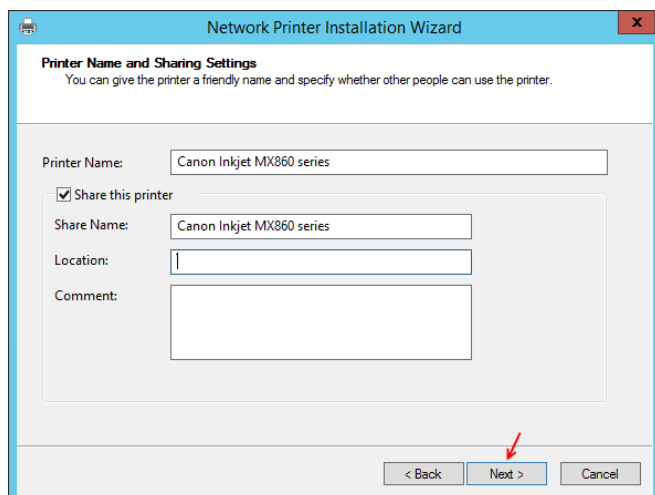 Network Printer Installation Wizard
x
Printer Name and Sharing Settings
You can give the printer a friendly name and specify whether other people can use the printer.
Printer Name: Canon Inkjet MX860 series
Share this printer
Share Name: Canon Inkjet MX860 series
Location:
Comment:
< Back Next > Cancel